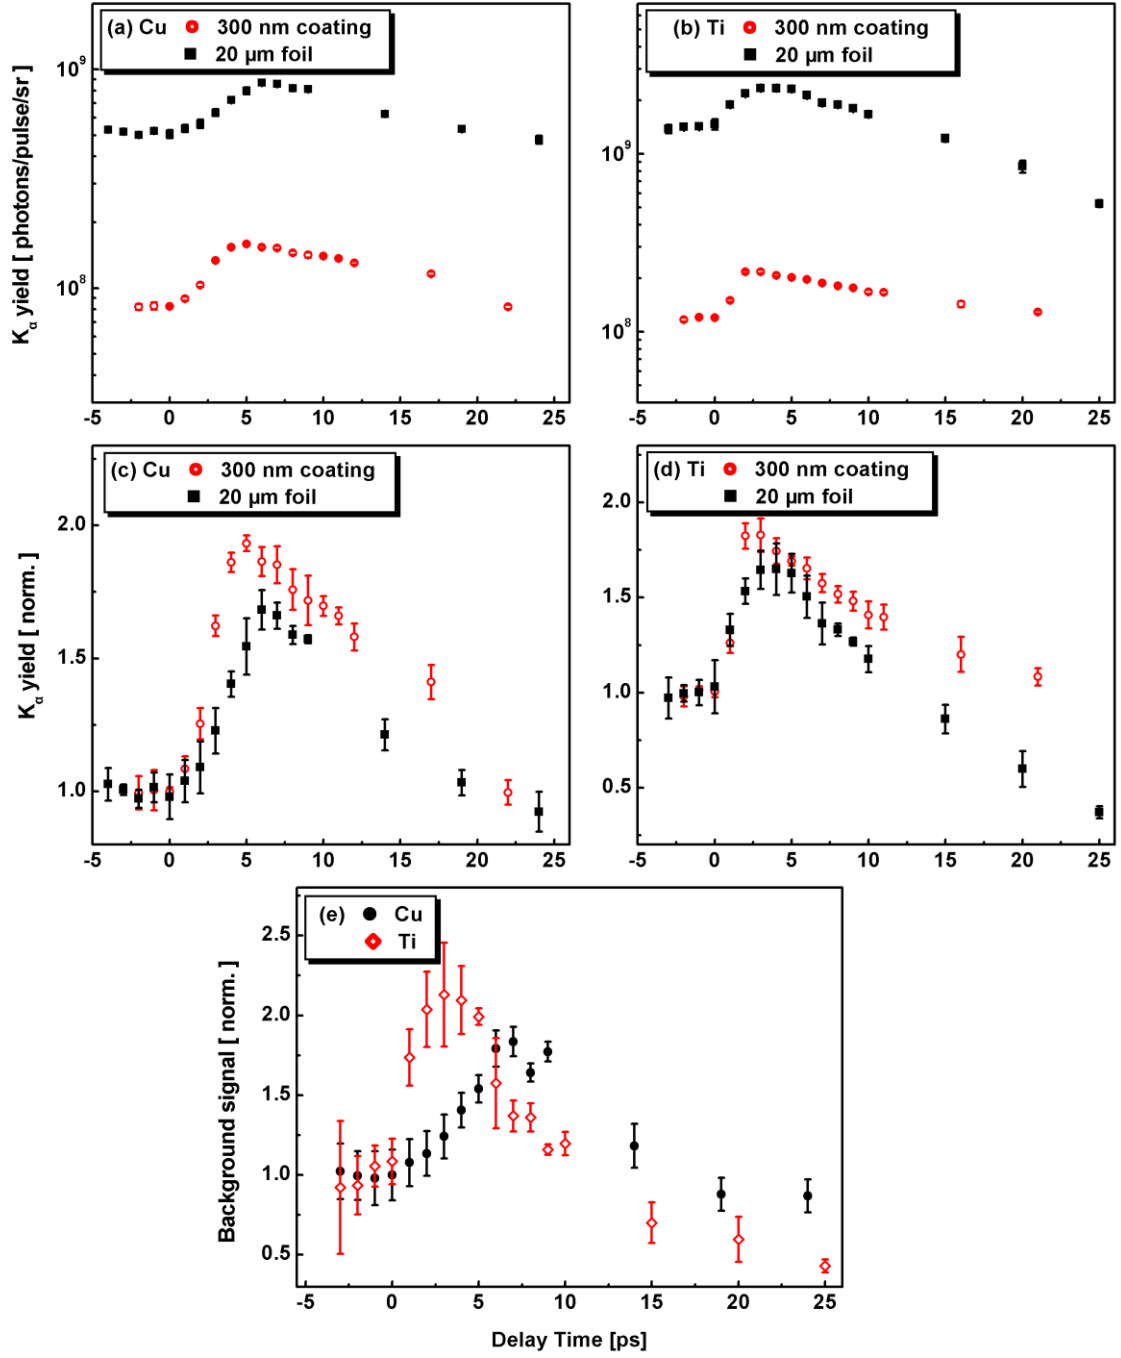 (a) Cu 300 nm coating
20 µm foil
(b) Ti 300 nm coating
20 µm foil
10⁹
10⁸
10⁹
10⁸
Kα yield [ photons/pulse/sr]
-5 0 5 10 15 20 25
-5 0 5 10 15 20 25
(c) Cu 300 nm coating
20 µm foil
(d) Ti 300 nm coating
20 µm foil
2.0
1.5
1.0
2.0
1.5
1.0
0.5
Kα yield [ norm.]
-5 0 5 10 15 20 25
-5 0 5 10 15 20 25
(e) Cu
Ti
2.5
2.0
1.5
1.0
0.5
Background signal [ norm. ]
-5 0 5 10 15 20 25
Delay Time [ps]